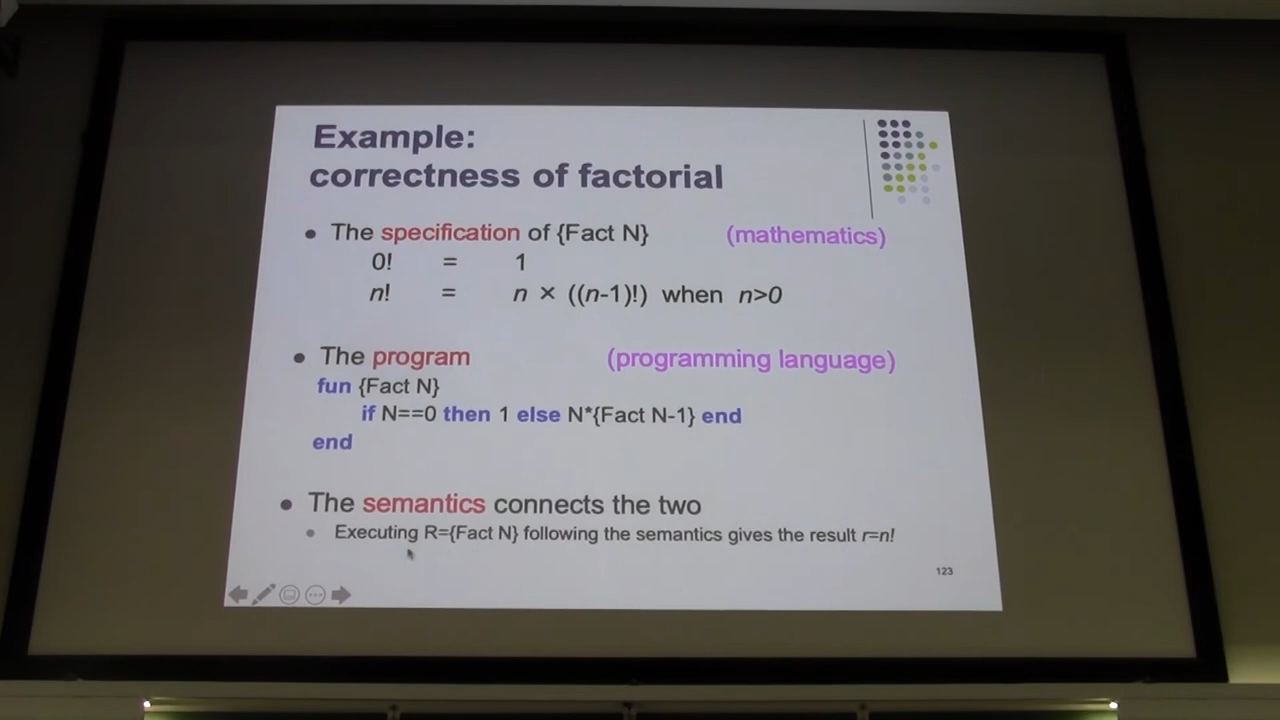 Example:
correctness of factorial
• The specification of {Fact N} (mathematics)
0! = 1
n! = n × ((n-1)!) when n>0
• The program (programming language)
fun {Fact N}
if N==0 then 1 else N*{Fact N-1} end
end
• The semantics connects the two
• Executing R={Fact N} following the semantics gives the result r=n!
123